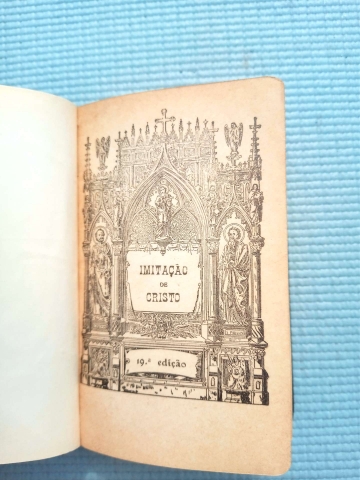 IMITAÇÃO
DE
CRISTO
19.ª edição